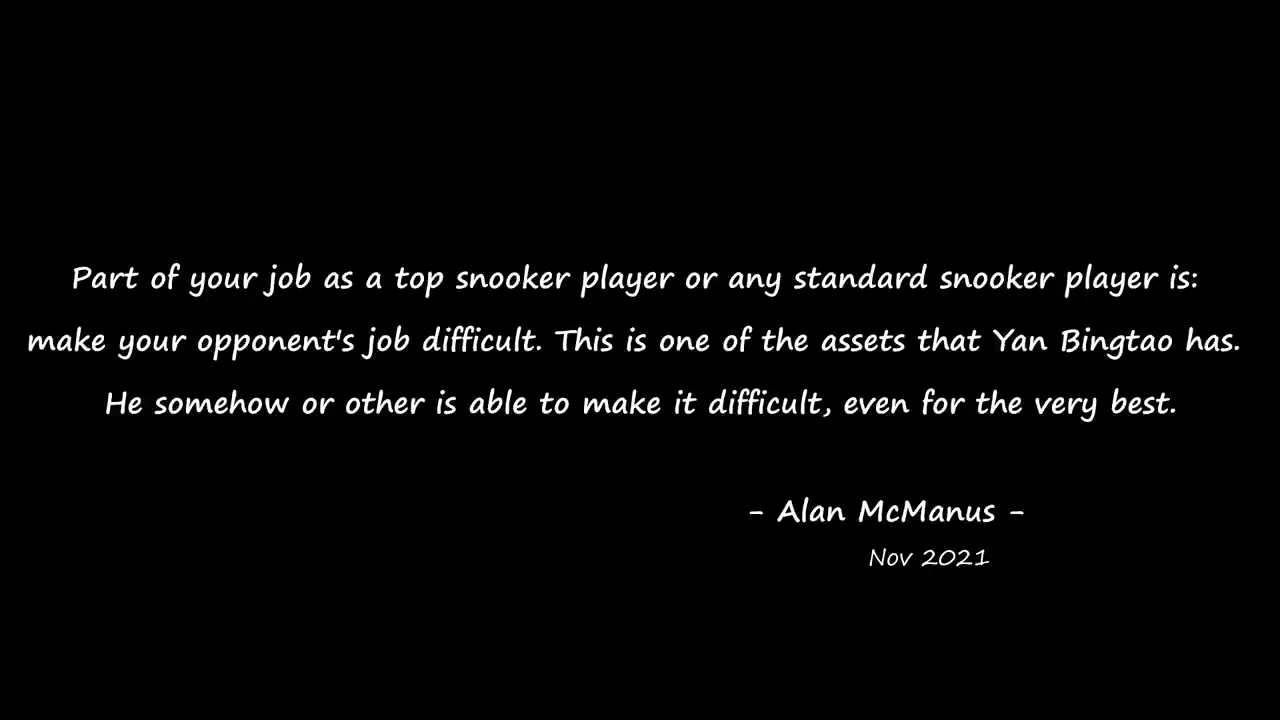 Part of your job as a top snooker player or any standard snooker player is:
make your opponent's job difficult. This is one of the assets that Yan Bingtao has.
He somehow or other is able to make it difficult, even for the very best.
- Alan McManus -
Nov 2021